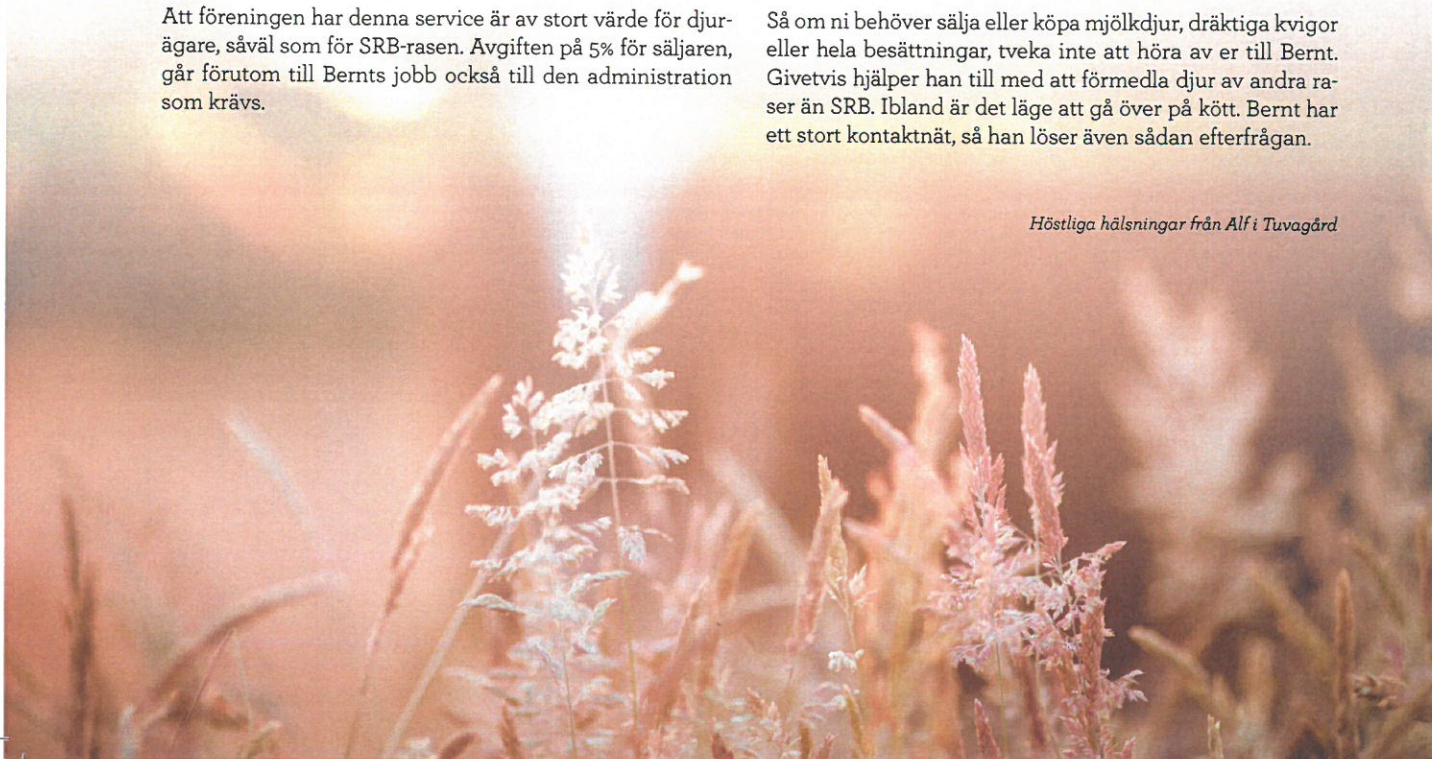 Att föreningen har denna service är av stort värde för djur-
ägare, såväl som för SRB-rasen. Avgiften på 5% för säljaren,
går förutom till Bernts jobb också till den administration
som krävs.
Så om ni behöver sälja eller köpa mjölkdjur, dräktiga kvigor
eller hela besättningar, tveka inte att höra av er till Bernt.
Givetvis hjälper han till med att förmedla djur av andra ra-
ser än SRB. Ibland är det läge att gå över på kött. Bernt har
ett stort kontaktnät, så han löser även sådan efterfrågan.
Höstliga hälsningar från Alf i Tuvagård